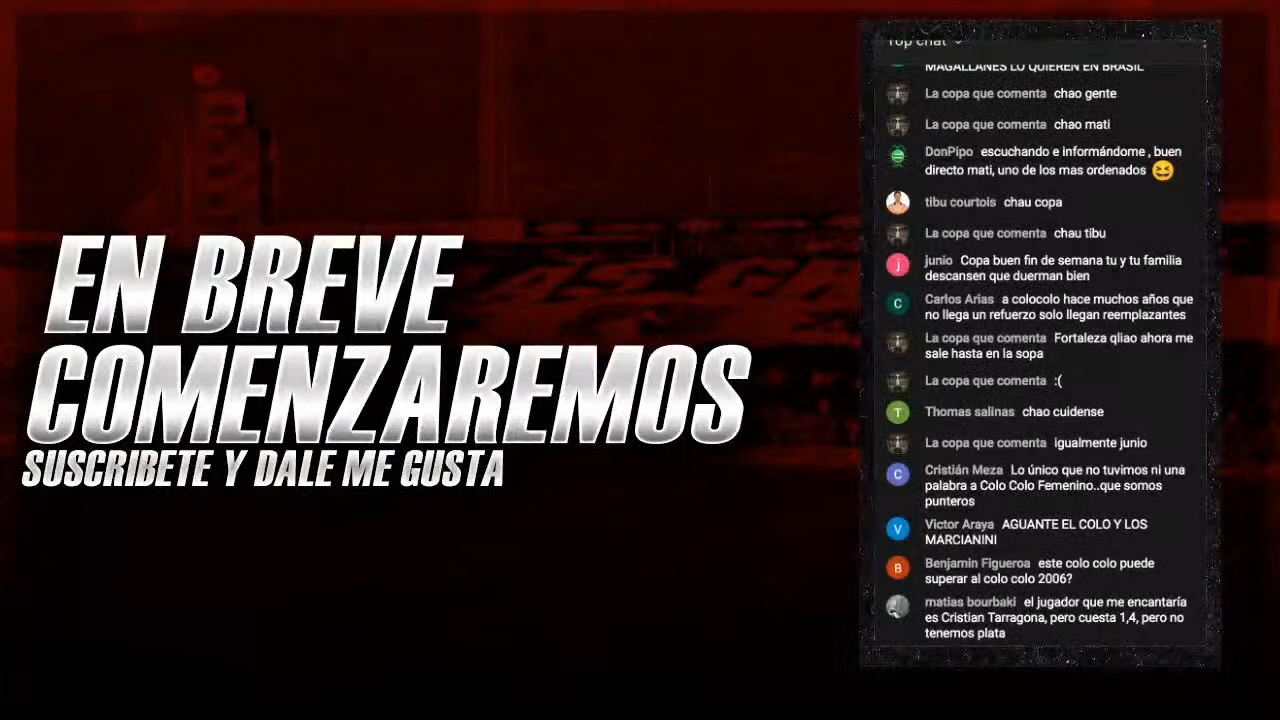 EN BREVE
COMENZAREMOS
SUSCRIBETE Y DALE ME GUSTA
Top chat
MAGALLANES LO QUIEREN EN BRASIL
La copa que comenta chao gente
La copa que comenta chao mati
DonPipo escuchando e informándome , buen
directo mati, uno de los mas ordenados 😆
tibu courtois chau copa
La copa que comenta chau tibu
j junio Copa buen fin de semana tu y tu familia
descansen que duerman bien
C Carlos Arias a colocolo hace muchos años que
no llega un refuerzo solo llegan reemplazantes
La copa que comenta Fortaleza qliao ahora me
sale hasta en la sopa
La copa que comenta :(
T Thomas salinas chao cuidense
La copa que comenta igualmente junio
C Cristián Meza Lo único que no tuvimos ni una
palabra a Colo Colo Femenino..que somos
punteros
V Victor Araya AGUANTE EL COLO Y LOS
MARCIANINI
B Benjamin Figueroa este colo colo puede
superar al colo colo 2006?
matias bourbaki el jugador que me encantaría
es Cristian Tarragona, pero cuesta 1,4, pero no
tenemos plata